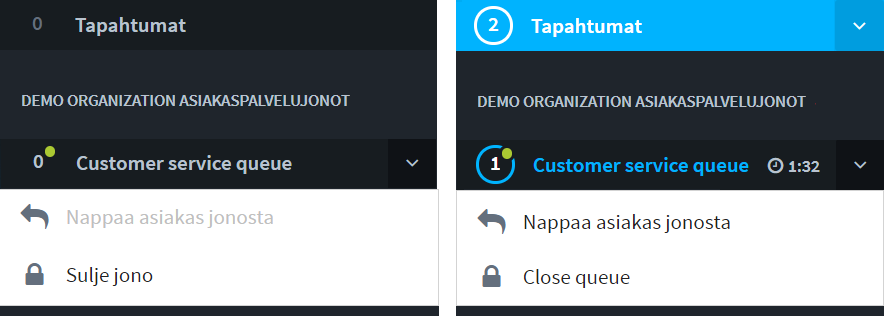 0 Tapahtumat
DEMO ORGANIZATION ASIAKASPALVELUJONOT
0 Customer service queue
Nappaa asiakas jonosta
Sulje jono
2 Tapahtumat
DEMO ORGANIZATION ASIAKASPALVELUJONOT
1 Customer service queue 1:32
Nappaa asiakas jonosta
Close queue